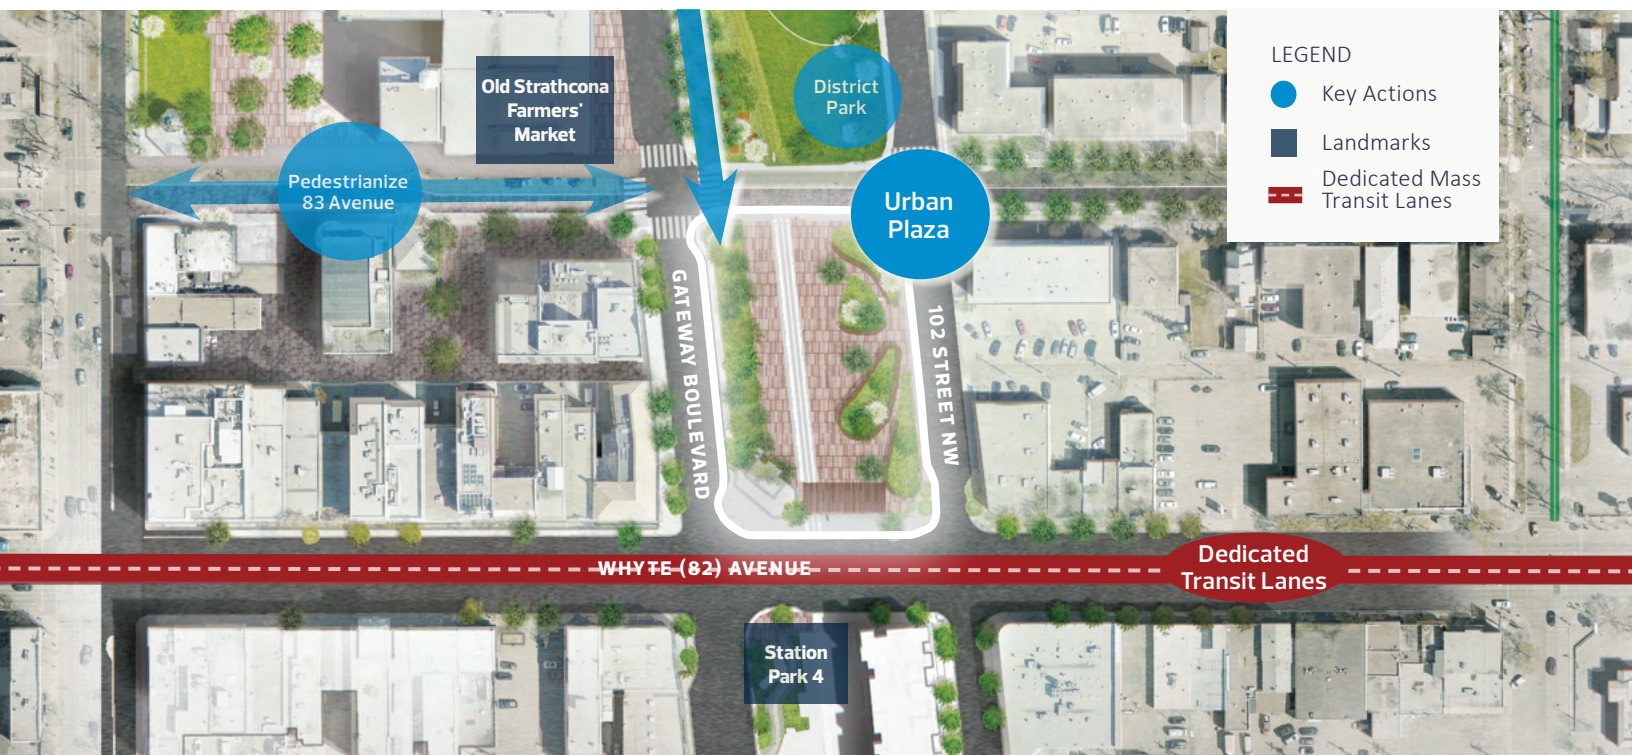 Old Strathcona
Farmers'
Market
District
Park
LEGEND
Key Actions
Landmarks
Dedicated Mass
Transit Lanes
Pedestrianize
83 Avenue
Urban
Plaza
GATEWAY BOULEVARD
102 STREET NW
WHYTE (82) AVENUE
Dedicated
Transit Lanes
Station
Park 4